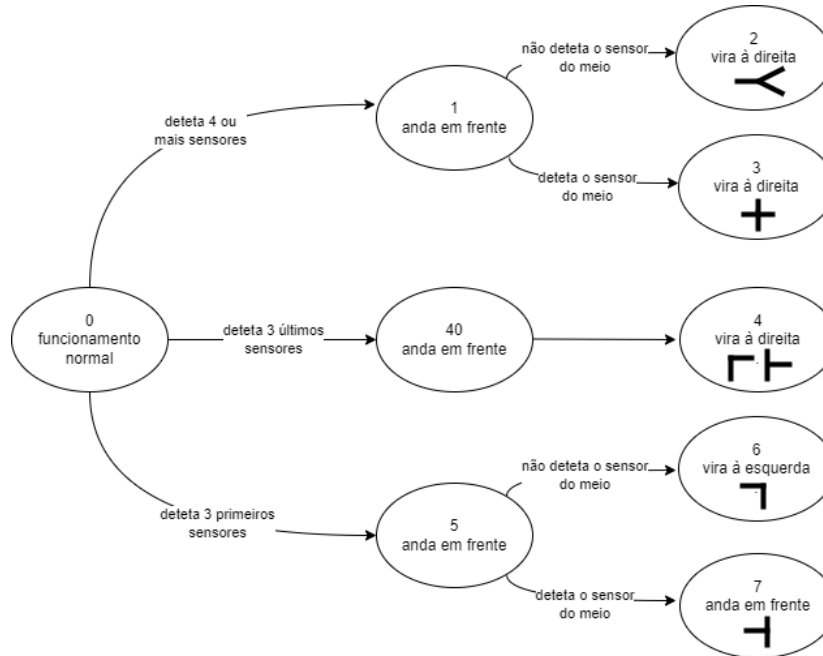 0
funcionamento
normal
deteta 4 ou
mais sensores
1
anda em frente
não deteta o sensor
do meio
2
vira à direita
deteta o sensor
do meio
3
vira à direita
deteta 3 últimos
sensores
40
anda em frente
4
vira à direita
deteta 3 primeiros
sensores
5
anda em frente
não deteta o sensor
do meio
6
vira à esquerda
deteta o sensor
do meio
7
anda em frente